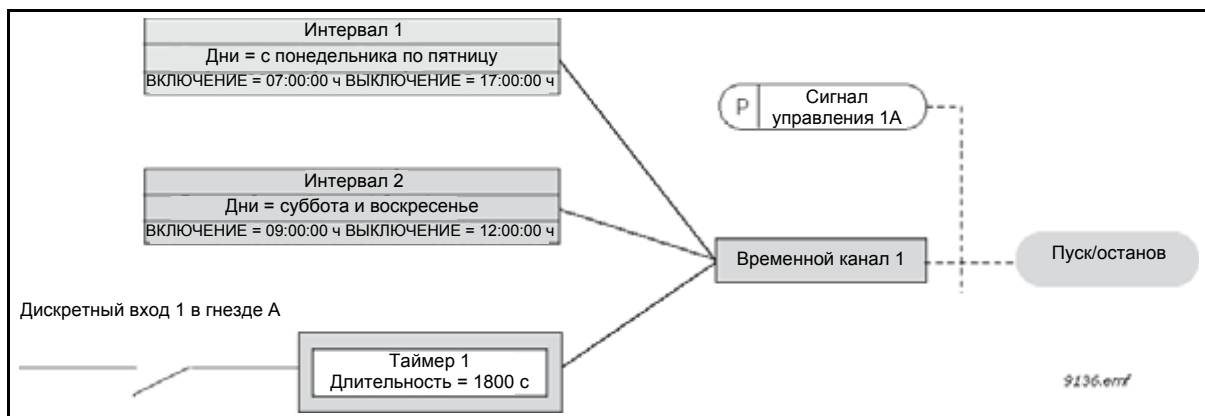 Интервал 1
Дни = с понедельника по пятницу
ВКЛЮЧЕНИЕ = 07:00:00 ч ВЫКЛЮЧЕНИЕ = 17:00:00 ч
P
Сигнал
управления 1A
Интервал 2
Дни = суббота и воскресенье
ВКЛЮЧЕНИЕ = 09:00:00 ч ВЫКЛЮЧЕНИЕ = 12:00:00 ч
Временной канал 1
Пуск/останов
Дискретный вход 1 в гнезде A
Таймер 1
Длительность = 1800 с
9136.emf